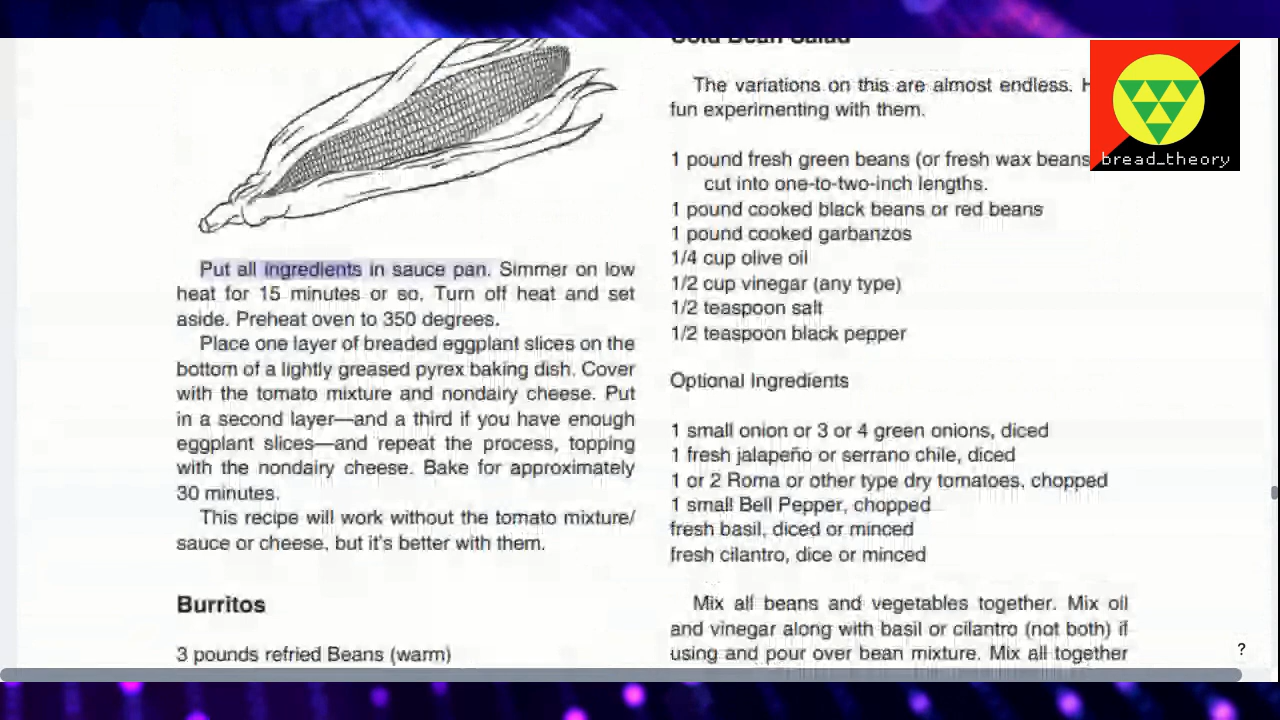 Put all ingredients in sauce pan. Simmer on low
heat for 15 minutes or so. Turn off heat and set
aside. Preheat oven to 350 degrees.
Place one layer of breaded eggplant slices on the
bottom of a lightly greased pyrex baking dish. Cover
with the tomato mixture and nondairy cheese. Put
in a second layer—and a third if you have enough
eggplant slices—and repeat the process, topping
with the nondairy cheese. Bake for approximately
30 minutes.
This recipe will work without the tomato mixture/
sauce or cheese, but it's better with them.
Burritos
3 pounds refried Beans (warm)
Cold Bean Salad
The variations on this are almost endless.
fun experimenting with them.
1 pound fresh green beans (or fresh wax beans
cut into one-to-two-inch lengths.
1 pound cooked black beans or red beans
1 pound cooked garbanzos
1/4 cup olive oil
1/2 cup vinegar (any type)
1/2 teaspoon salt
1/2 teaspoon black pepper
Optional Ingredients
1 small onion or 3 or 4 green onions, diced
1 fresh jalapeño or serrano chile, diced
1 or 2 Roma or other type dry tomatoes, chopped
1 small Bell Pepper, chopped
fresh basil, diced or minced
fresh cilantro, dice or minced
Mix all beans and vegetables together. Mix oil
and vinegar along with basil or cilantro (not both) if
using and pour over bean mixture. Mix all together
bread_theory
?